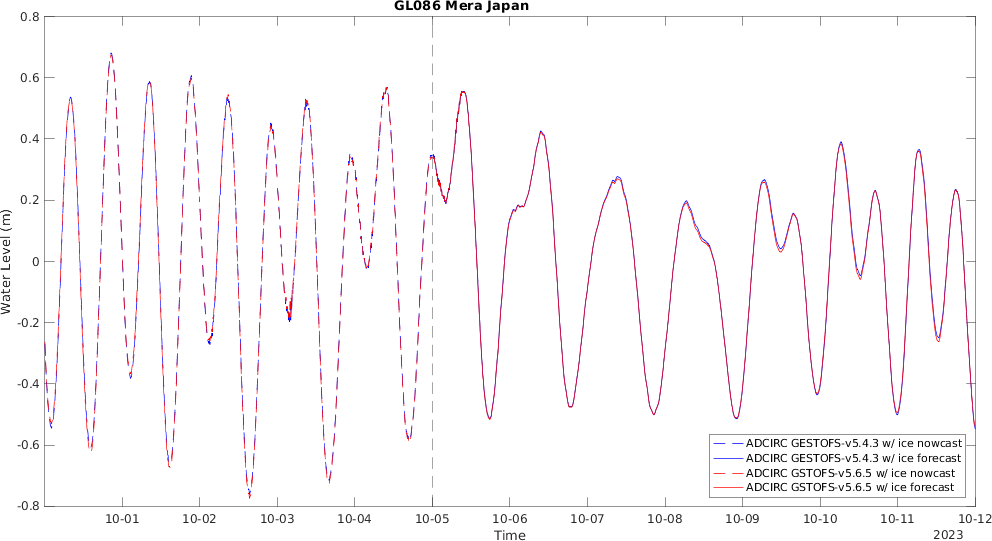 GL086 Mera Japan
0.8
0.6
0.4
0.2
0
-0.2
-0.4
-0.6
-0.8
Water Level (m)
ADCIRC GESTOFS-v5.4.3 w/ ice nowcast
ADCIRC GESTOFS-v5.4.3 w/ ice forecast
ADCIRC GSTOFS-v5.6.5 w/ ice nowcast
ADCIRC GSTOFS-v5.6.5 w/ ice forecast
10-01 10-02 10-03 10-04 10-05 10-06 10-07 10-08 10-09 10-10 10-11 10-12
Time
2023